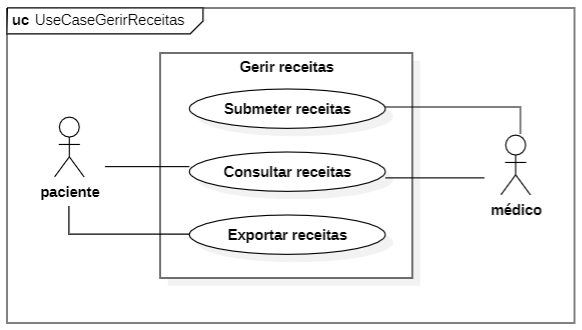 uc UseCaseGerirReceitas
Gerir receitas
Submeter receitas
Consultar receitas
paciente
médico
Exportar receitas